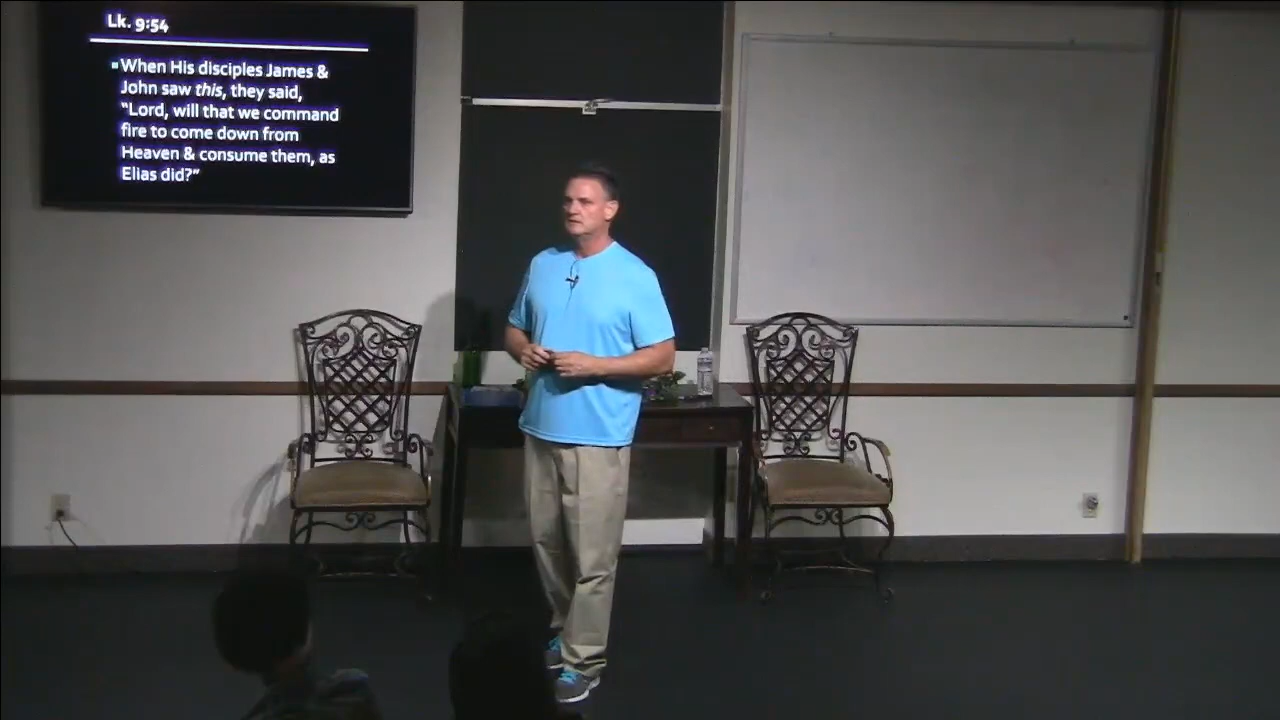 Lk. 9:54
▪When His disciples James &
John saw this, they said,
“Lord, will that we command
fire to come down from
Heaven & consume them, as
Elias did?”